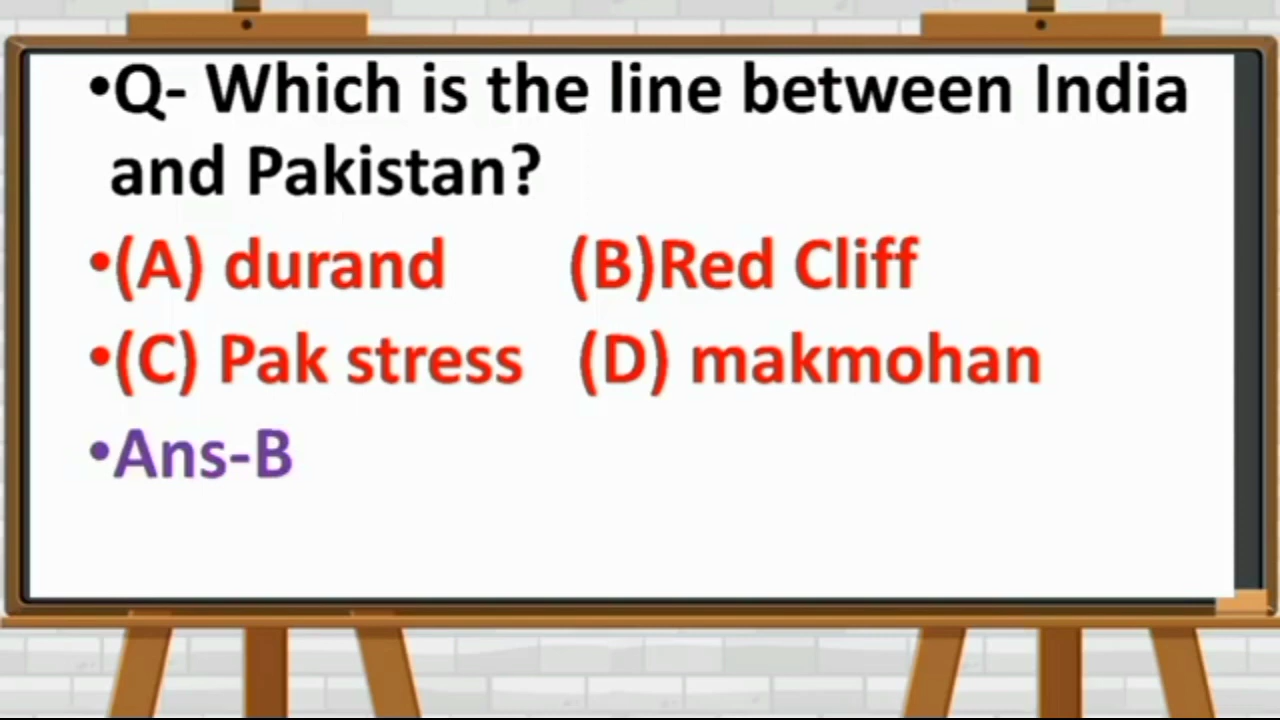 •Q- Which is the line between India
and Pakistan?
•(A) durand (B)Red Cliff
•(C) Pak stress (D) makmohan
•Ans-B